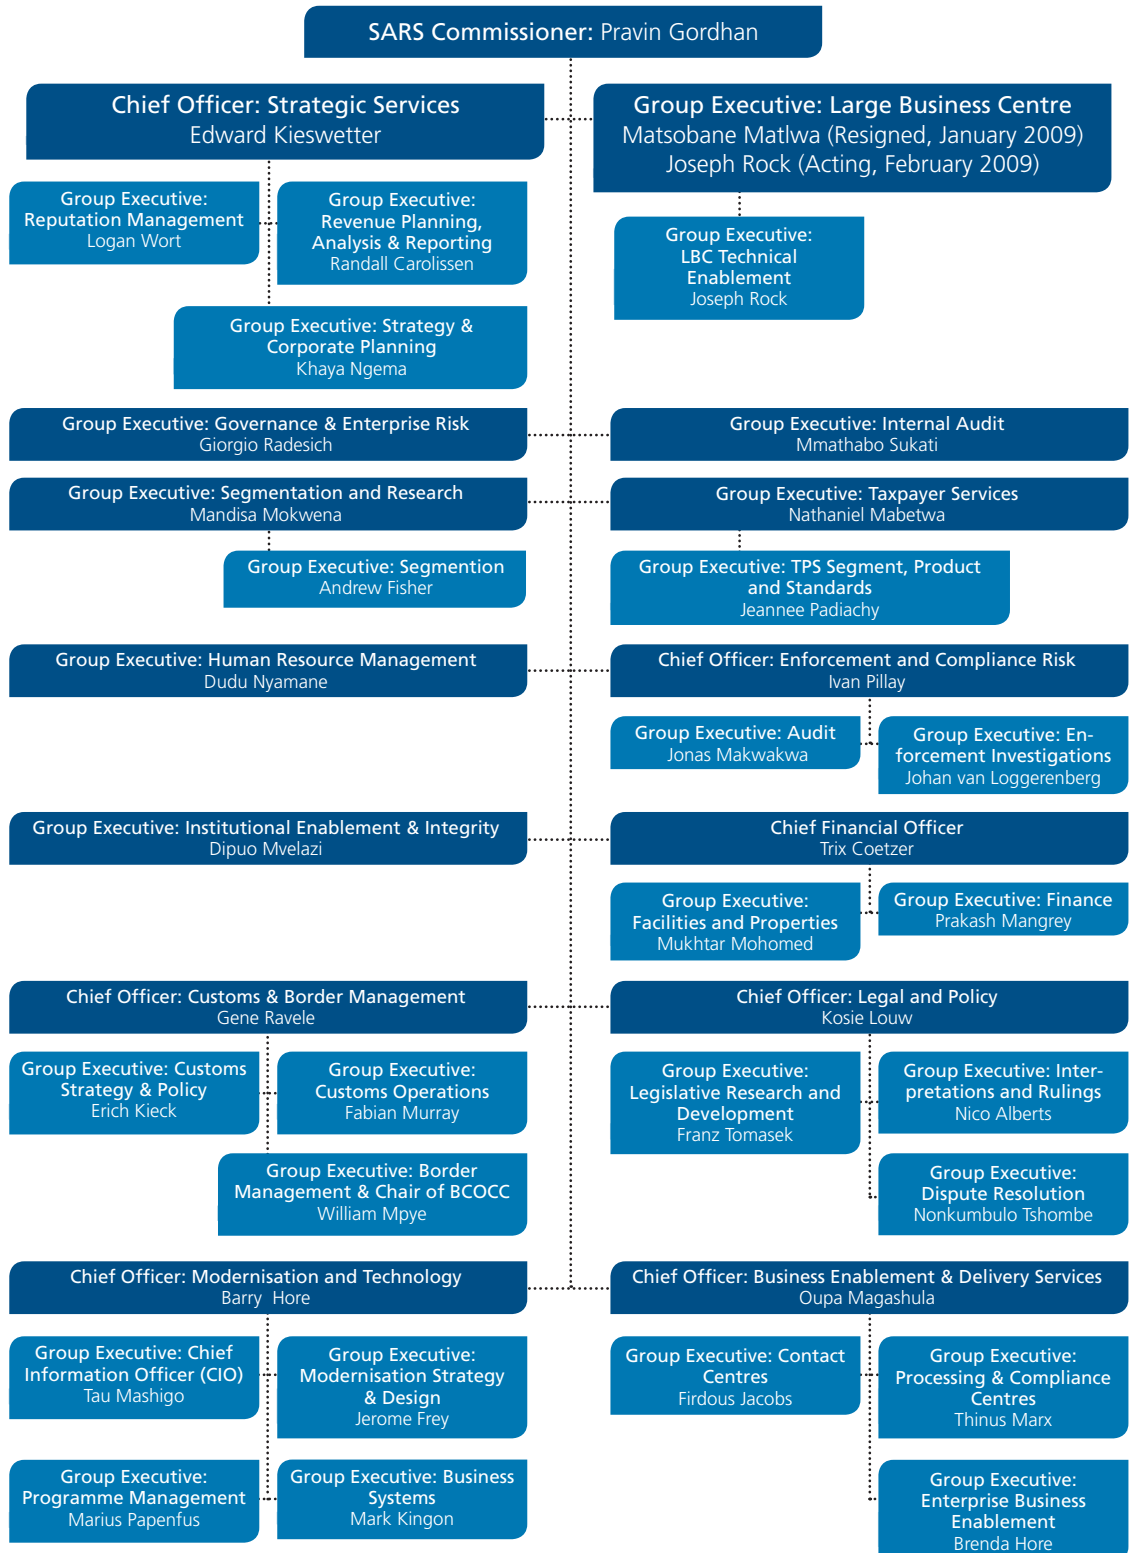 SARS Commissioner: Pravin Gordhan
Chief Officer: Strategic Services
Edward Kieswetter
Group Executive: Large Business Centre
Matsobane Matlwa (Resigned, January 2009)
Joseph Rock (Acting, February 2009)
Group Executive:
Reputation Management
Logan Wort
Group Executive:
Revenue Planning,
Analysis & Reporting
Randall Carolissen
Group Executive:
LBC Technical
Enablement
Joseph Rock
Group Executive: Strategy &
Corporate Planning
Khaya Ngema
Group Executive: Governance & Enterprise Risk
Giorgio Radesich
Group Executive: Internal Audit
Mmathabo Sukati
Group Executive: Segmentation and Research
Mandisa Mokwena
Group Executive: Taxpayer Services
Nathaniel Mabetwa
Group Executive: Segmention
Andrew Fisher
Group Executive: TPS Segment, Product
and Standards
Jeannee Padiachy
Group Executive: Human Resource Management
Dudu Nyamane
Chief Officer: Enforcement and Compliance Risk
Ivan Pillay
Group Executive: Audit
Jonas Makwakwa
Group Executive: En-
forcement Investigations
Johan van Loggerenberg
Group Executive: Institutional Enablement & Integrity
Dipuo Mvelazi
Chief Financial Officer
Trix Coetzer
Group Executive:
Facilities and Properties
Mukhtar Mohomed
Group Executive: Finance
Prakash Mangrey
Chief Officer: Customs & Border Management
Gene Ravele
Chief Officer: Legal and Policy
Kosie Louw
Group Executive: Customs
Strategy & Policy
Erich Kieck
Group Executive:
Customs Operations
Fabian Murray
Group Executive:
Legislative Research and
Development
Franz Tomasek
Group Executive: Inter-
pretations and Rulings
Nico Alberts
Group Executive: Border
Management & Chair of BCOCC
William Mpye
Group Executive:
Dispute Resolution
Nonkumbulo Tshombe
Chief Officer: Modernisation and Technology
Barry Hore
Chief Officer: Business Enablement & Delivery Services
Oupa Magashula
Group Executive: Chief
Information Officer (CIO)
Tau Mashigo
Group Executive:
Modernisation Strategy
& Design
Jerome Frey
Group Executive: Contact
Centres
Firdous Jacobs
Group Executive:
Processing & Compliance
Centres
Thinus Marx
Group Executive:
Programme Management
Marius Papenfus
Group Executive: Business
Systems
Mark Kingon
Group Executive:
Enterprise Business
Enablement
Brenda Hore